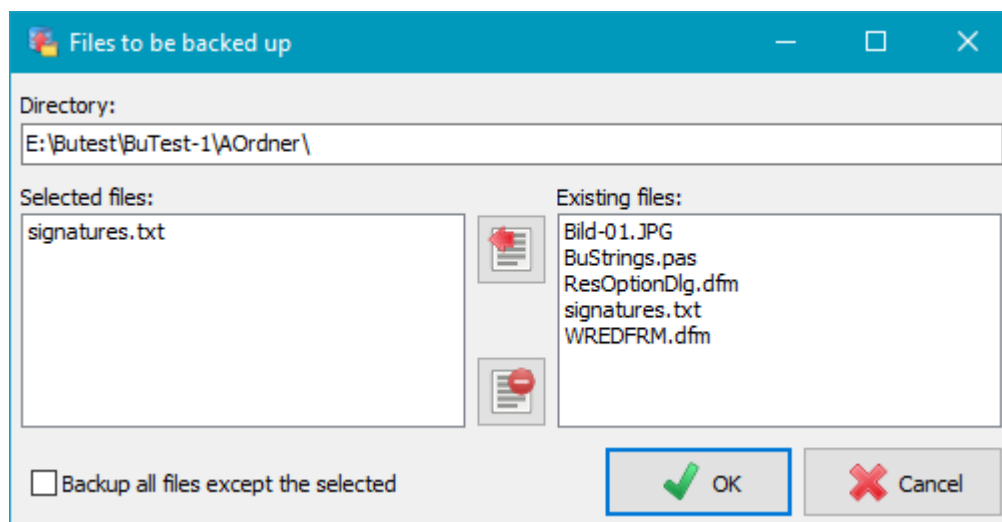 Files to be backed up
Directory:
E:\Butest\BuTest-1\AOrdner\
Selected files:
signatures.txt
Existing files:
Bild-01.JPG
BuStrings.pas
ResOptionDlg.dfm
signatures.txt
WREDFRM.dfm
Backup all files except the selected
OK
Cancel